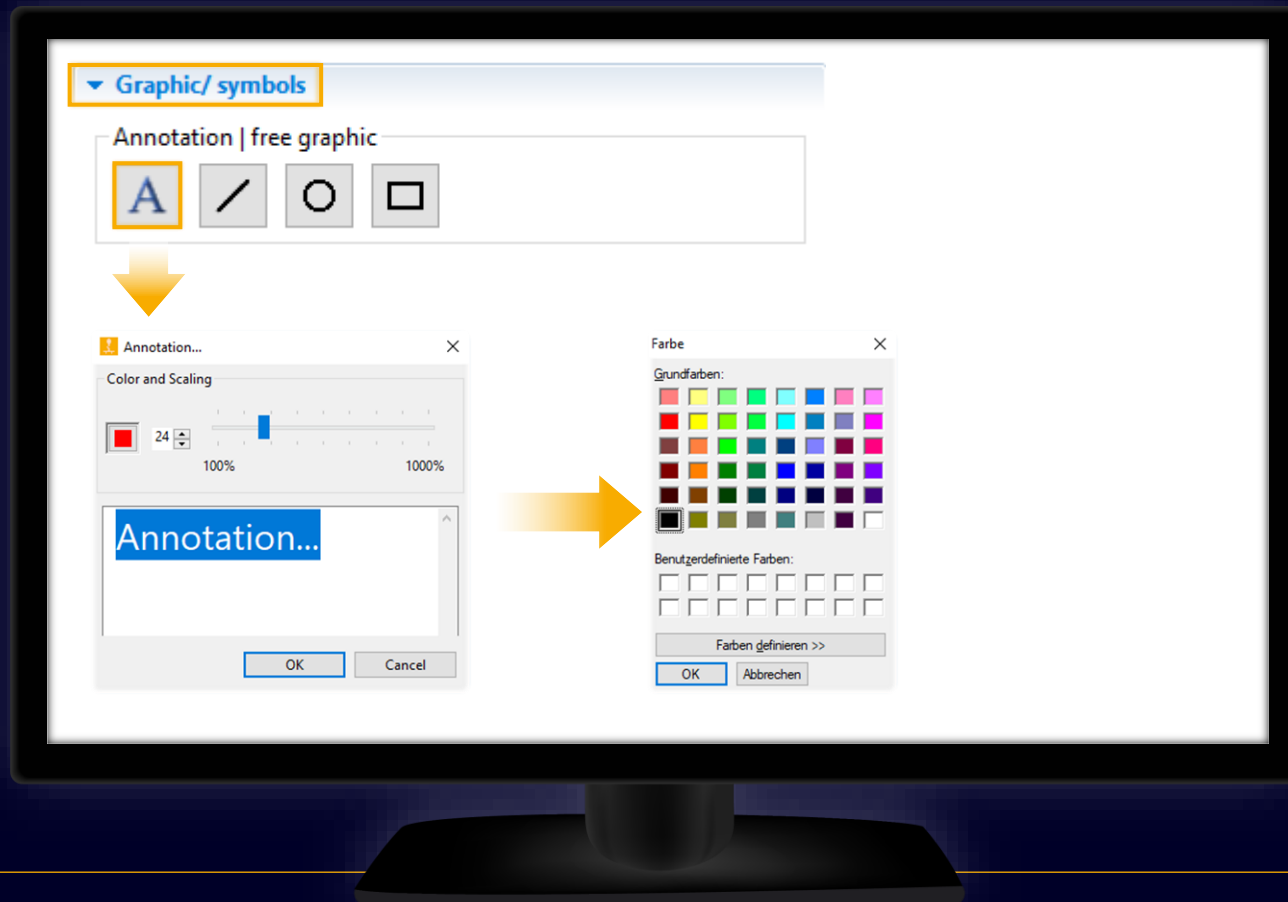 Graphic/ symbols
Annotation | free graphic
A
Annotation...
Color and Scaling
24
100% 1000%
Annotation...
OK Cancel
Farbe
Grundfarben:
Benutzerdefinierte Farben:
Farben definieren >>
OK Abbrechen